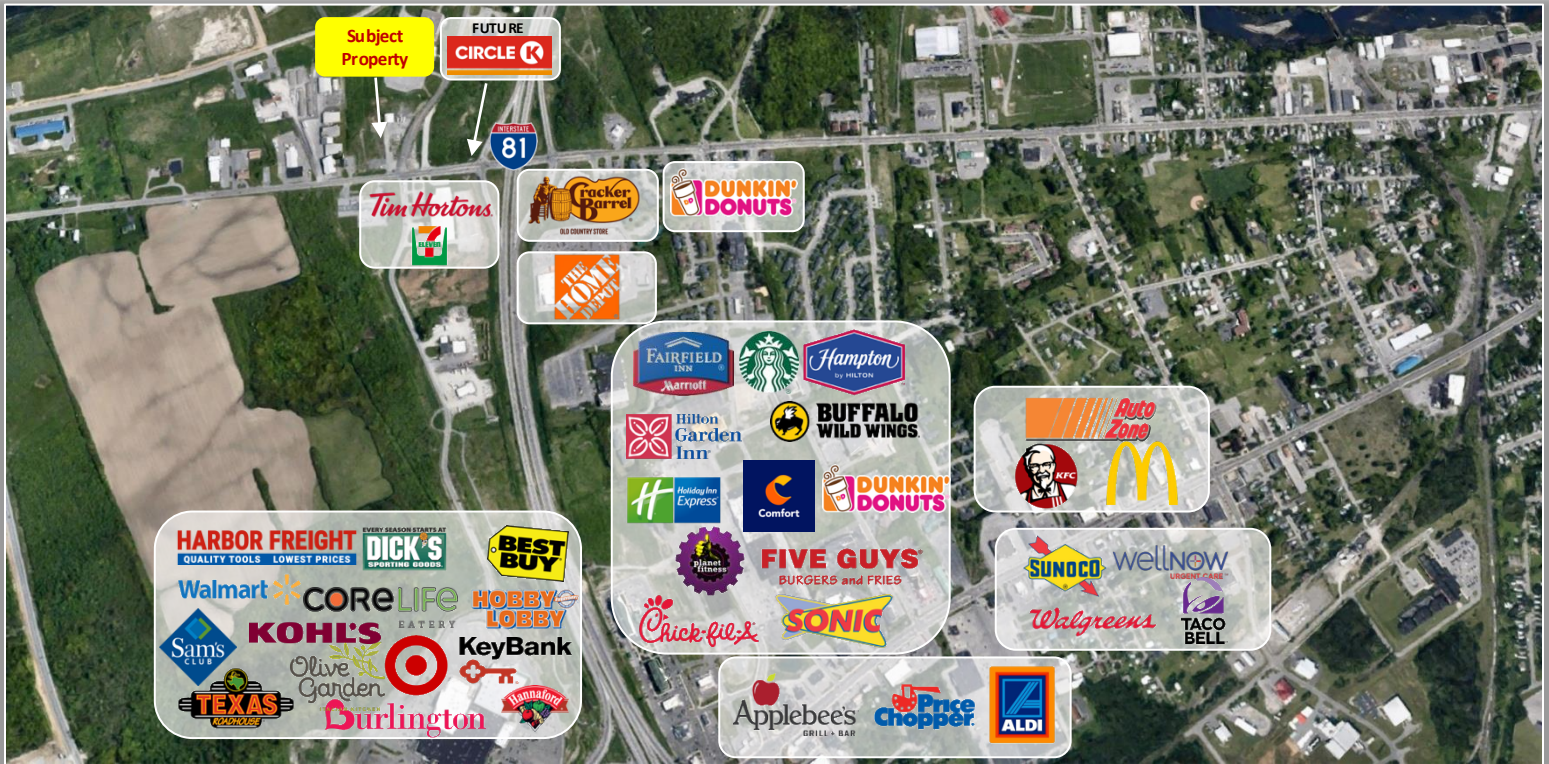 Subject
Property
FUTURE
CIRCLE K
INTERSTATE
81
Tim Hortons
7
ELEVEN
Cracker
Barrel
OLD COUNTRY STORE
DUNKIN'
DONUTS
THE
HOME
DEPOT
FAIRFIELD
INN
Marriott
Hampton
by HILTON
Hilton
Garden
Inn
BUFFALO
WILD WINGS
H
Holiday Inn
Express
Comfort
DUNKIN'
DONUTS
planet
fitness
FIVE GUYS
BURGERS and FRIES
Chick-fil-A
SONIC
Auto
Zone
KFC
HARBOR FREIGHT
QUALITY TOOLS LOWEST PRICES
EVERY SEASON STARTS AT
DICK'S
SPORTING GOODS
BEST
BUY
Walmart
CORE LIFE
EATERY
HOBBY
LOBBY
Sam's
CLUB
KOHL'S
KeyBank
Olive
Garden
TEXAS
ROADHOUSE
Burlington
Hannaford
SUNOCO
wellnow
URGENT CARE
Walgreens
TACO
BELL
Applebee's
GRILL + BAR
Price
Chopper
ALDI